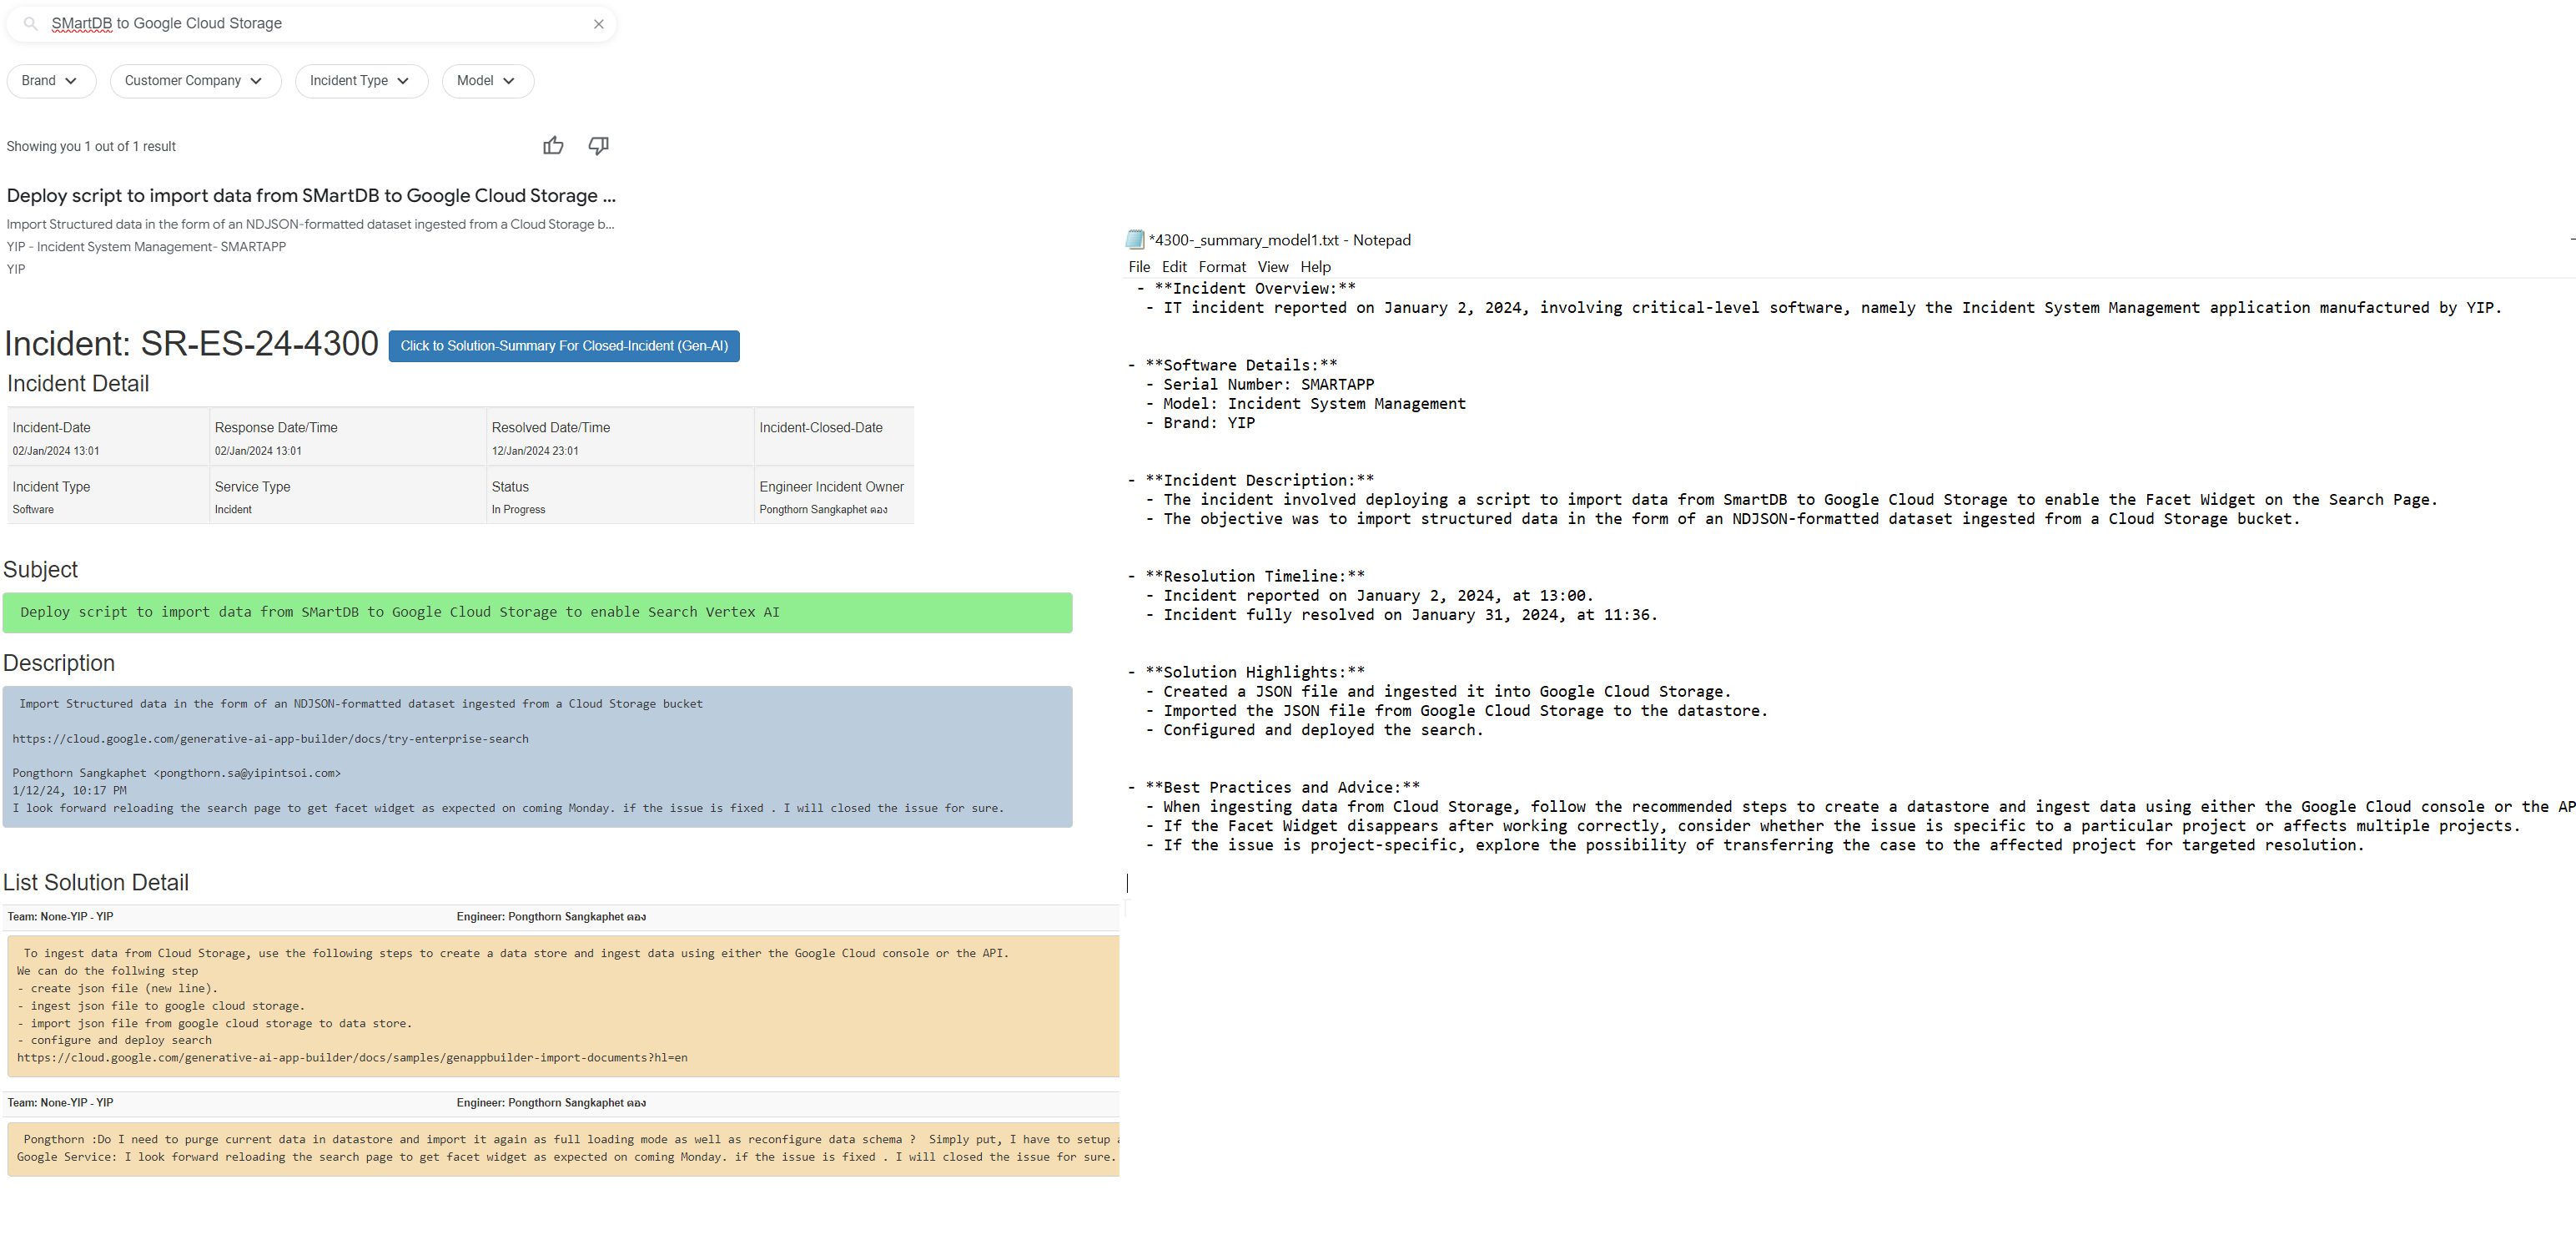 SMartDB to Google Cloud Storage
Brand
Customer Company
Incident Type
Model
Showing you 1 out of 1 result
Deploy script to import data from SMartDB to Google Cloud Storage ...
Import Structured data in the form of an NDJSON-formatted dataset ingested from a Cloud Storage b...
YIP - Incident System Management- SMARTAPP
YIP
Incident: SR-ES-24-4300
Click to Solution-Summary For Closed-Incident (Gen-AI)
Incident Detail
Incident-Date Response Date/Time Resolved Date/Time Incident-Closed-Date
02/Jan/2024 13:01 02/Jan/2024 13:01 12/Jan/2024 23:01
Incident Type Service Type Status Engineer Incident Owner
Software Incident In Progress Pongthorn Sangkaphet ตอง
Subject
Deploy script to import data from SMartDB to Google Cloud Storage to enable Search Vertex AI
Description
Import Structured data in the form of an NDJSON-formatted dataset ingested from a Cloud Storage bucket
https://cloud.google.com/generative-ai-app-builder/docs/try-enterprise-search
Pongthorn Sangkaphet <pongthorn.sa@yipintsoi.com>
1/12/24, 10:17 PM
I look forward reloading the search page to get facet widget as expected on coming Monday. if the issue is fixed . I will closed the issue for sure.
List Solution Detail
Team: None-YIP - YIP Engineer: Pongthorn Sangkaphet ตอง
To ingest data from Cloud Storage, use the following steps to create a data store and ingest data using either the Google Cloud console or the API.
We can do the follwing step
- create json file (new line).
- ingest json file to google cloud storage.
- import json file from google cloud storage to data store.
- configure and deploy search
https://cloud.google.com/generative-ai-app-builder/docs/samples/genappbuilder-import-documents?hl=en
Team: None-YIP - YIP Engineer: Pongthorn Sangkaphet ตอง
Pongthorn :Do I need to purge current data in datastore and import it again as full loading mode as well as reconfigure data schema ?  Simply put, I have to setup
Google Service: I look forward reloading the search page to get facet widget as expected on coming Monday. if the issue is fixed . I will closed the issue for sure.
*4300-_summary_model1.txt - Notepad
File Edit Format View Help
- **Incident Overview:**
- IT incident reported on January 2, 2024, involving critical-level software, namely the Incident System Management application manufactured by YIP.
- **Software Details:**
- Serial Number: SMARTAPP
- Model: Incident System Management
- Brand: YIP
- **Incident Description:**
- The incident involved deploying a script to import data from SmartDB to Google Cloud Storage to enable the Facet Widget on the Search Page.
- The objective was to import structured data in the form of an NDJSON-formatted dataset ingested from a Cloud Storage bucket.
- **Resolution Timeline:**
- Incident reported on January 2, 2024, at 13:00.
- Incident fully resolved on January 31, 2024, at 11:36.
- **Solution Highlights:**
- Created a JSON file and ingested it into Google Cloud Storage.
- Imported the JSON file from Google Cloud Storage to the datastore.
- Configured and deployed the search.
- **Best Practices and Advice:**
- When ingesting data from Cloud Storage, follow the recommended steps to create a datastore and ingest data using either the Google Cloud console or the AP
- If the Facet Widget disappears after working correctly, consider whether the issue is specific to a particular project or affects multiple projects.
- If the issue is project-specific, explore the possibility of transferring the case to the affected project for targeted resolution.